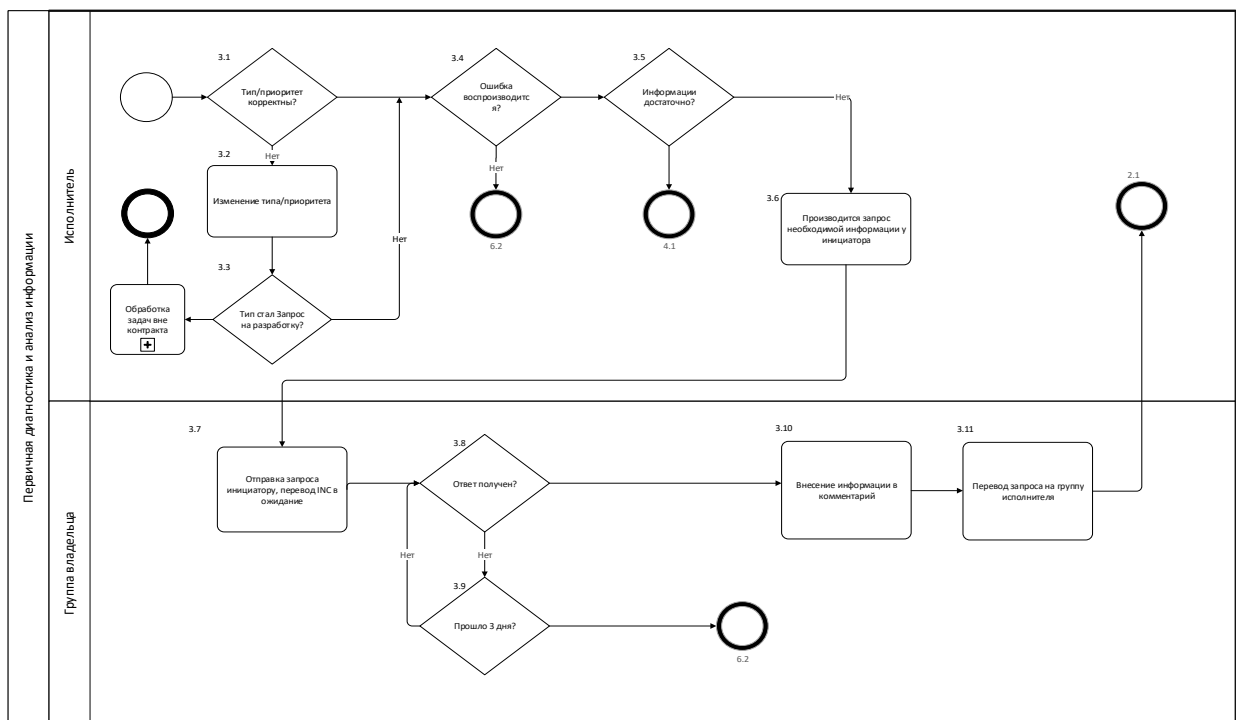 Первичная диагностика и анализ информации
Исполнитель
3.1
Тип/приоритет
корректны?
Нет
3.2
Изменение типа/приоритета
3.3
Тип стал Запрос
на разработку?
Нет
Обработка
задач вне
контракта
3.4
Ошибка
воспроизводитс
я?
Нет
6.2
3.5
Информации
достаточно?
Нет
4.1
3.6
Производится запрос
необходимой информации у
инициатора
2.1
Группа владельца
3.7
Отправка запроса
инициатору, перевод INC в
ожидание
3.8
Ответ получен?
Нет
Нет
3.9
Прошло 3 дня?
6.2
3.10
Внесение информации в
комментарий
3.11
Перевод запроса на группу
исполнителя